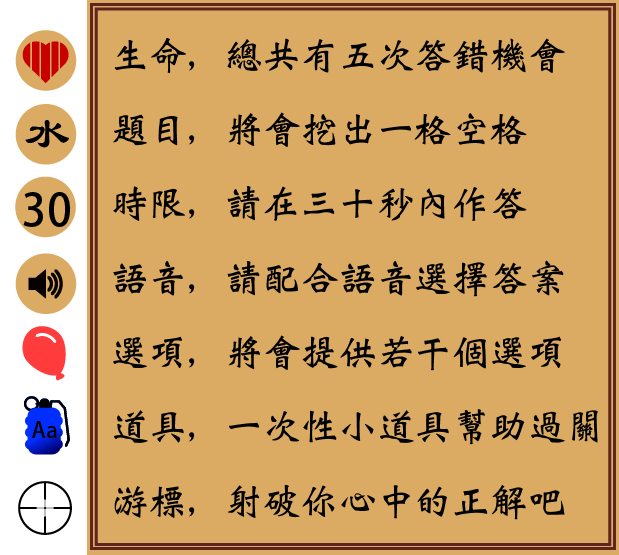 生命，總共有五次答錯機會
水
題目，將會挖出一格空格
30
時限，請在三十秒內作答
語音，請配合語音選擇答案
選項，將會提供若干個選項
Aa
道具，一次性小道具幫助過關
游標，射破你心中的正解吧